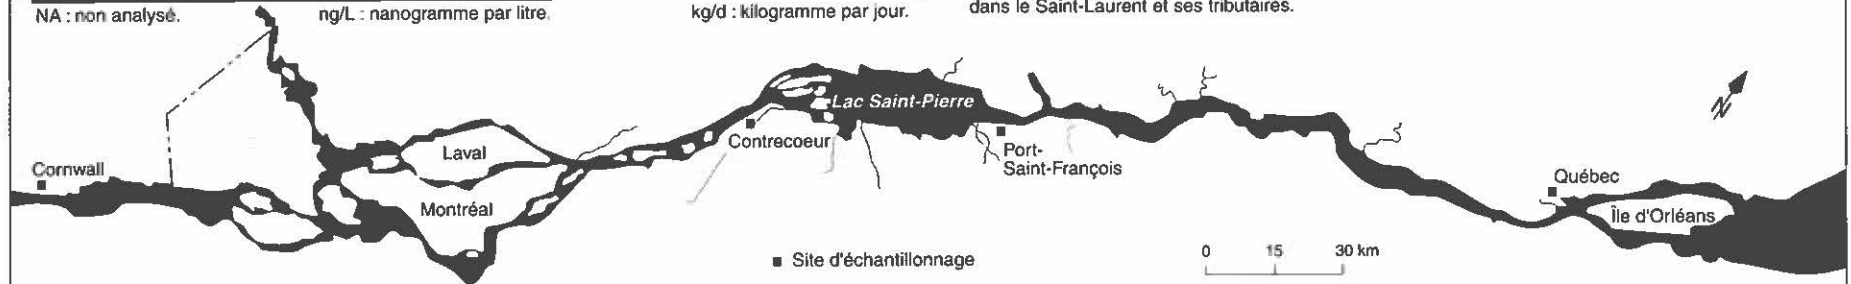 NA : non analysé.
ng/L : nanogramme par litre.
kg/d : kilogramme par jour.
dans le Saint-Laurent et ses tributaires.
Lac Saint-Pierre
N
Contrecoeur
Laval
Port-
Saint-François
Cornwall
Québec
Montréal
Île d'Orléans
Site d'échantillonnage
0 15 30 km